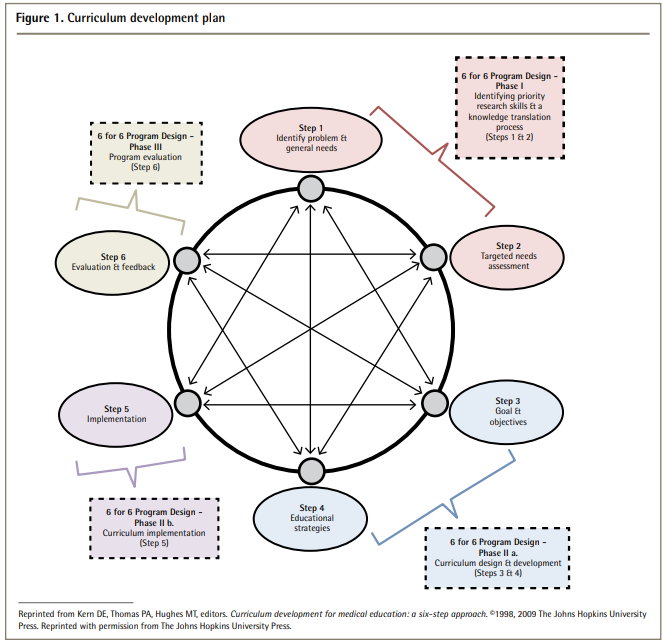 Figure 1. Curriculum development plan
6 for 6 Program Design –
Phase I
Identifying priority
research skills & a
knowledge translation
process
(Steps 1 & 2)
Step 1
Identify problem &
general needs
6 for 6 Program Design –
Phase III
Program evaluation
(Step 6)
Step 6
Evaluation & feedback
Step 2
Targeted needs
assessment
Step 5
Implementation
Step 3
Goal &
objectives
Step 4
Educational
strategies
6 for 6 Program Design –
Phase II b.
Curriculum implementation
(Step 5)
6 for 6 Program Design –
Phase II a.
Curriculum design & development
(Steps 3 & 4)
Reprinted from Kern DE, Thomas PA, Hughes MT, editors. Curriculum development for medical education: a six-step approach. ©1998, 2009 The Johns Hopkins University
Press. Reprinted with permission from The Johns Hopkins University Press.